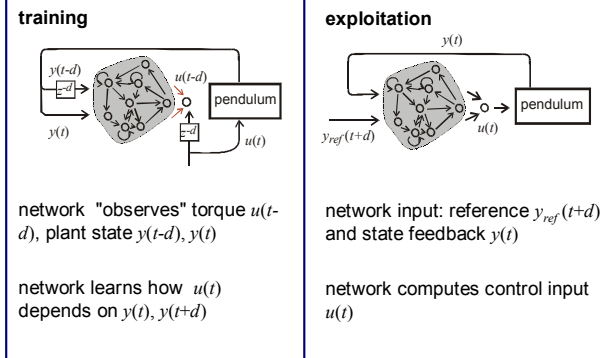 training
y(t-d)
-d
y(t)
u(t-d)
pendulum
-d
u(t)
network "observes" torque u(t-
d), plant state y(t-d), y(t)
network learns how u(t)
depends on y(t), y(t+d)
exploitation
y(t)
pendulum
u(t)
yref(t+d)
network input: reference yref (t+d)
and state feedback y(t)
network computes control input
u(t)